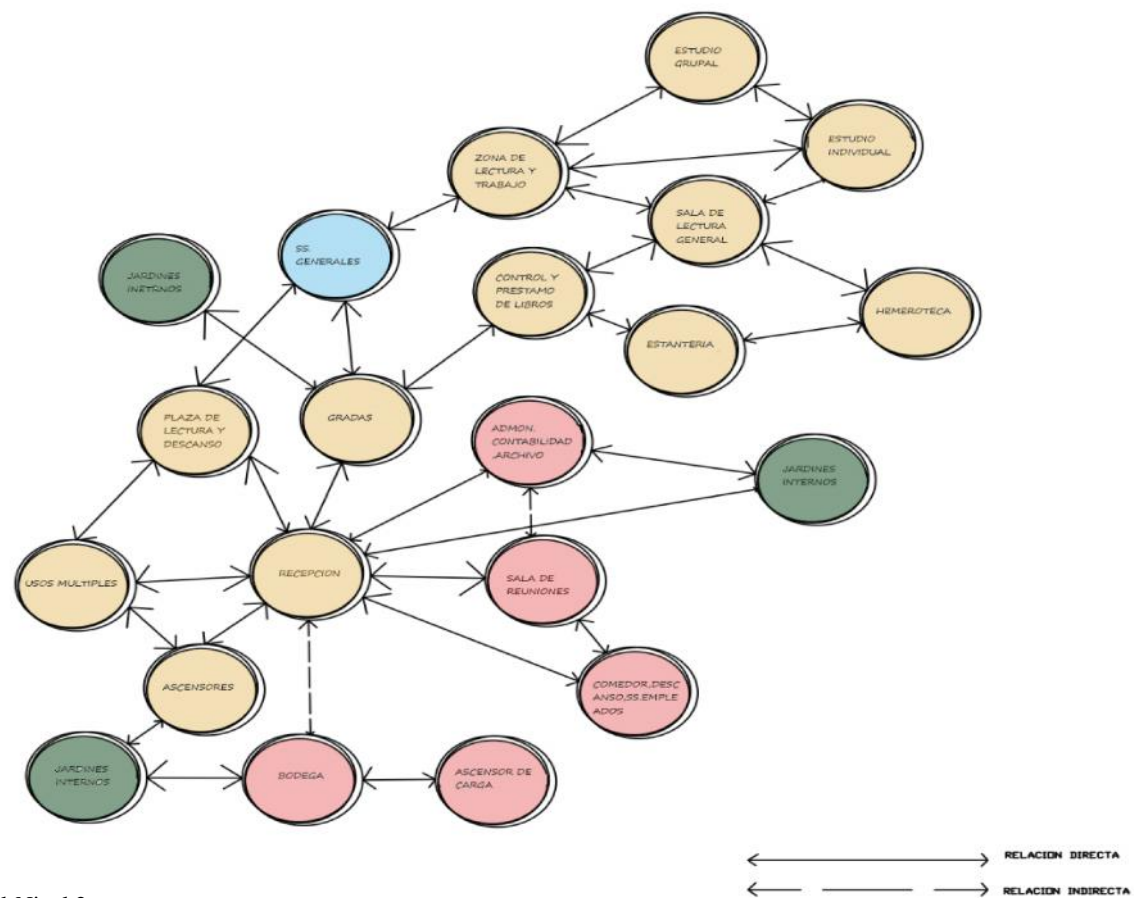 ESTUDIO
GRUPAL
ESTUDIO
INDIVIDUAL
ZONA DE
LECTURA Y
TRABAJO
SALA DE
LECTURA
GENERAL
SS.
GENERALES
JARDINES
INETRNOS
CONTROL Y
PRESTAMO
DE LIBROS
HEMEROTECA
ESTANTERIA
PLAZA DE
LECTURA Y
DESCANSO
GRADAS
ADMON.
CONTABILIDAD
,ARCHIVO
JARDINES
INTERNOS
USOS MULTIPLES
RECEPCION
SALA DE
REUNIONES
ASCENSORES
COMEDOR,DESC
ANSO,SS.EMPLE
ADOS
JARDINES
INTERNOS
BODEGA
ASCENSOR DE
CARGA
RELACION DIRECTA
RELACION INDIRECTA